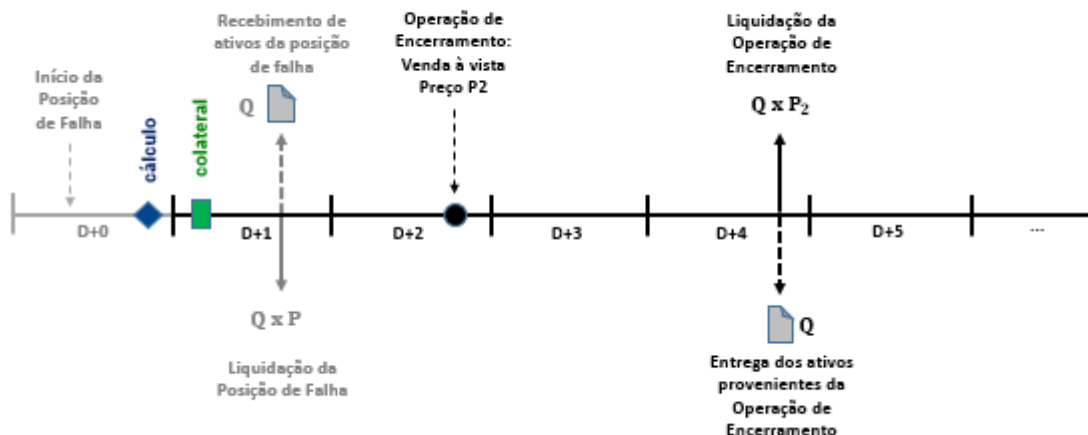 Recebimento de
ativos da posição
de falha
Operação de
Encerramento:
Venda à vista
Preço P2
Liquidação da
Operação de
Encerramento
Início da
Posição
de Falha
cálculo
colateral
Q
Q x P₂
D+0
D+1
D+2
D+3
D+4
D+5
...
Q x P
Q
Liquidação da
Posição de Falha
Entrega dos ativos
provenientes da
Operação de
Encerramento